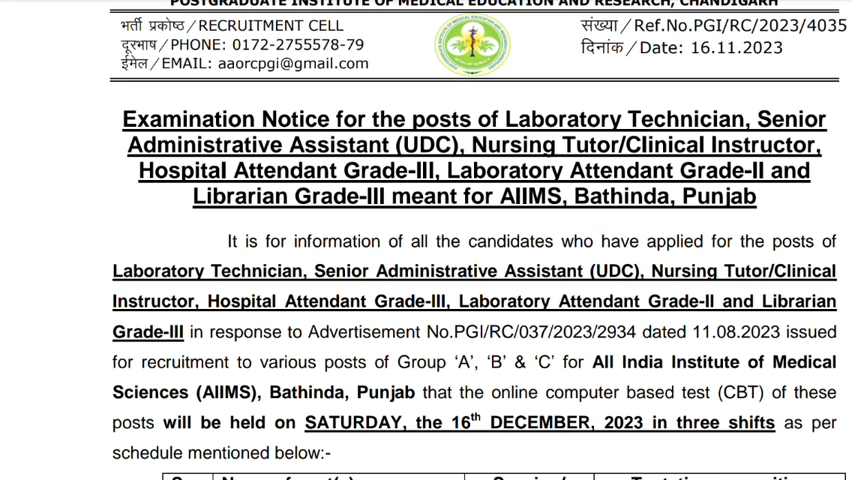 POSTGRADUATE INSTITUTE OF MEDICAL EDUCATION AND RESEARCH, CHANDIGARH
भर्ती प्रकोष्ठ/RECRUITMENT CELL
दूरभाष/PHONE: 0172-2755578-79
ईमेल/EMAIL: aaorcpgi@gmail.com
संख्या/Ref.No.PGI/RC/2023/4035
दिनांक/Date: 16.11.2023
Examination Notice for the posts of Laboratory Technician, Senior
Administrative Assistant (UDC), Nursing Tutor/Clinical Instructor,
Hospital Attendant Grade-III, Laboratory Attendant Grade-II and
Librarian Grade-III meant for AIIMS, Bathinda, Punjab
It is for information of all the candidates who have applied for the posts of
Laboratory Technician, Senior Administrative Assistant (UDC), Nursing Tutor/Clinical
Instructor, Hospital Attendant Grade-III, Laboratory Attendant Grade-II and Librarian
Grade-III in response to Advertisement No.PGI/RC/037/2023/2934 dated 11.08.2023 issued
for recruitment to various posts of Group ‘A’, ‘B’ & ‘C’ for All India Institute of Medical
Sciences (AIIMS), Bathinda, Punjab that the online computer based test (CBT) of these
posts will be held on SATURDAY, the 16th DECEMBER, 2023 in three shifts as per
schedule mentioned below:-